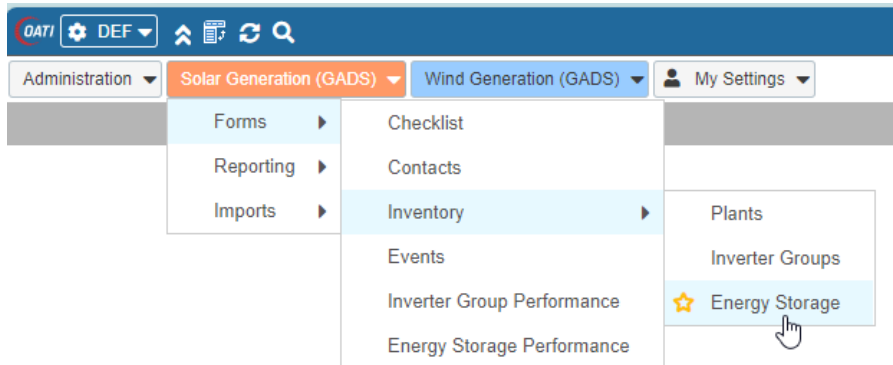 OATI DEF
Administration Solar Generation (GADS) Wind Generation (GADS) My Settings
Forms
Reporting
Imports
Checklist
Contacts
Inventory
Events
Inverter Group Performance
Energy Storage Performance
Plants
Inverter Groups
Energy Storage